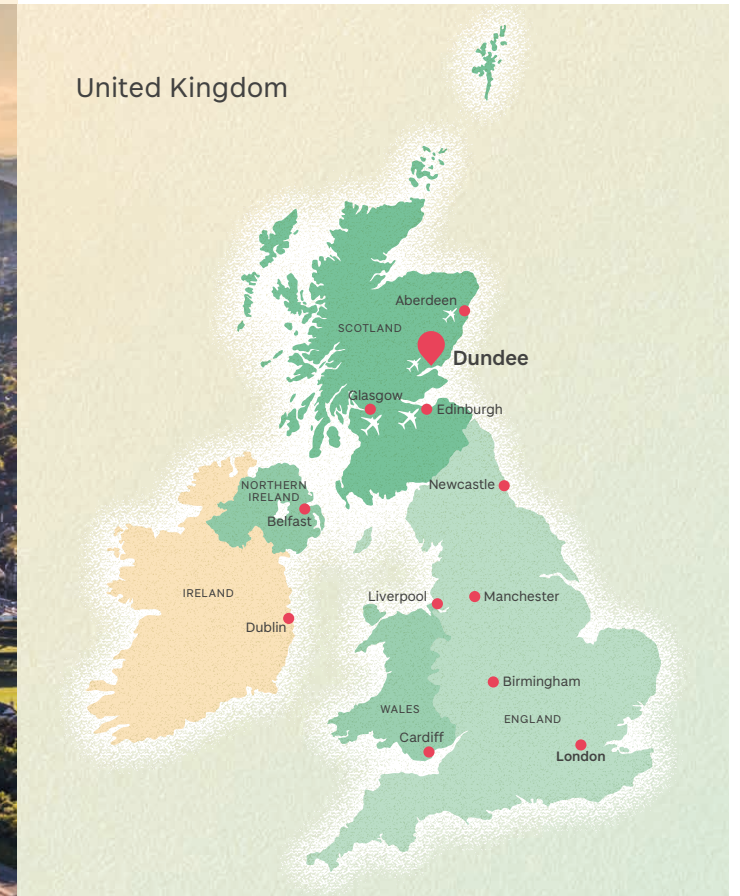 United Kingdom
Aberdeen
SCOTLAND
Dundee
Glasgow
Edinburgh
Newcastle
NORTHERN
IRELAND
Belfast
IRELAND
Liverpool
Manchester
Dublin
Birmingham
WALES
ENGLAND
Cardiff
London